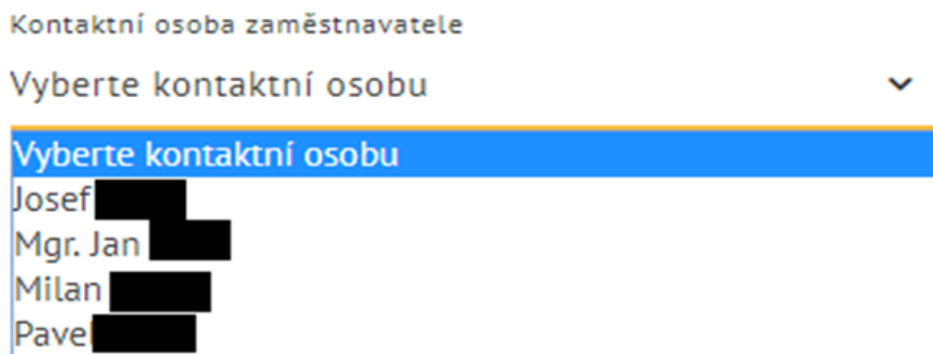 Kontaktní osoba zaměstnavatele
Vyberte kontaktní osobu
Vyberte kontaktní osobu
Josef
Mgr. Jan
Milan
Pavel